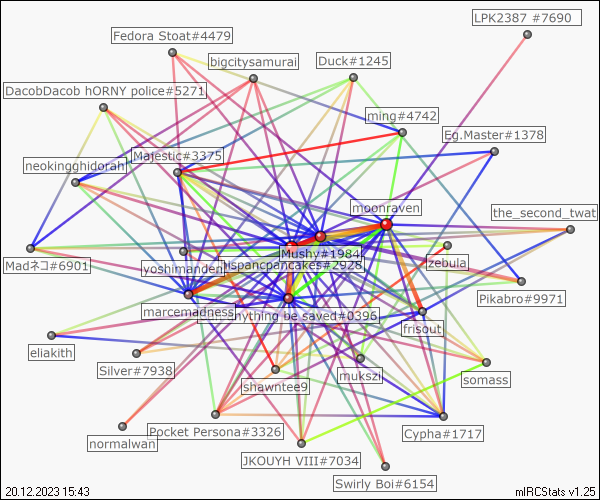 LPK2387 #7690
Fedora Stoat#4479
bigcitysamurai
Duck#1245
DacobDacob hORNY police#5271
ming#4742
Eg.Master#1378
Majestic#3375
neokingghidorah
moonraven
the_second_twat
Mushy#1984
zebula
Madネコ#6901
yoshimandeni
hispancpancakes#2928
Pikabro#9971
marcemadness
nything be saved#0396
frisout
eliakith
Silver#7938
mukszi
somass
shawntee9
Pocket Persona#3326
Cypha#1717
normalwan
JKOUYH VIII#7034
Swirly Boi#6154
20.12.2023 15:43
mIRCStats v1.25